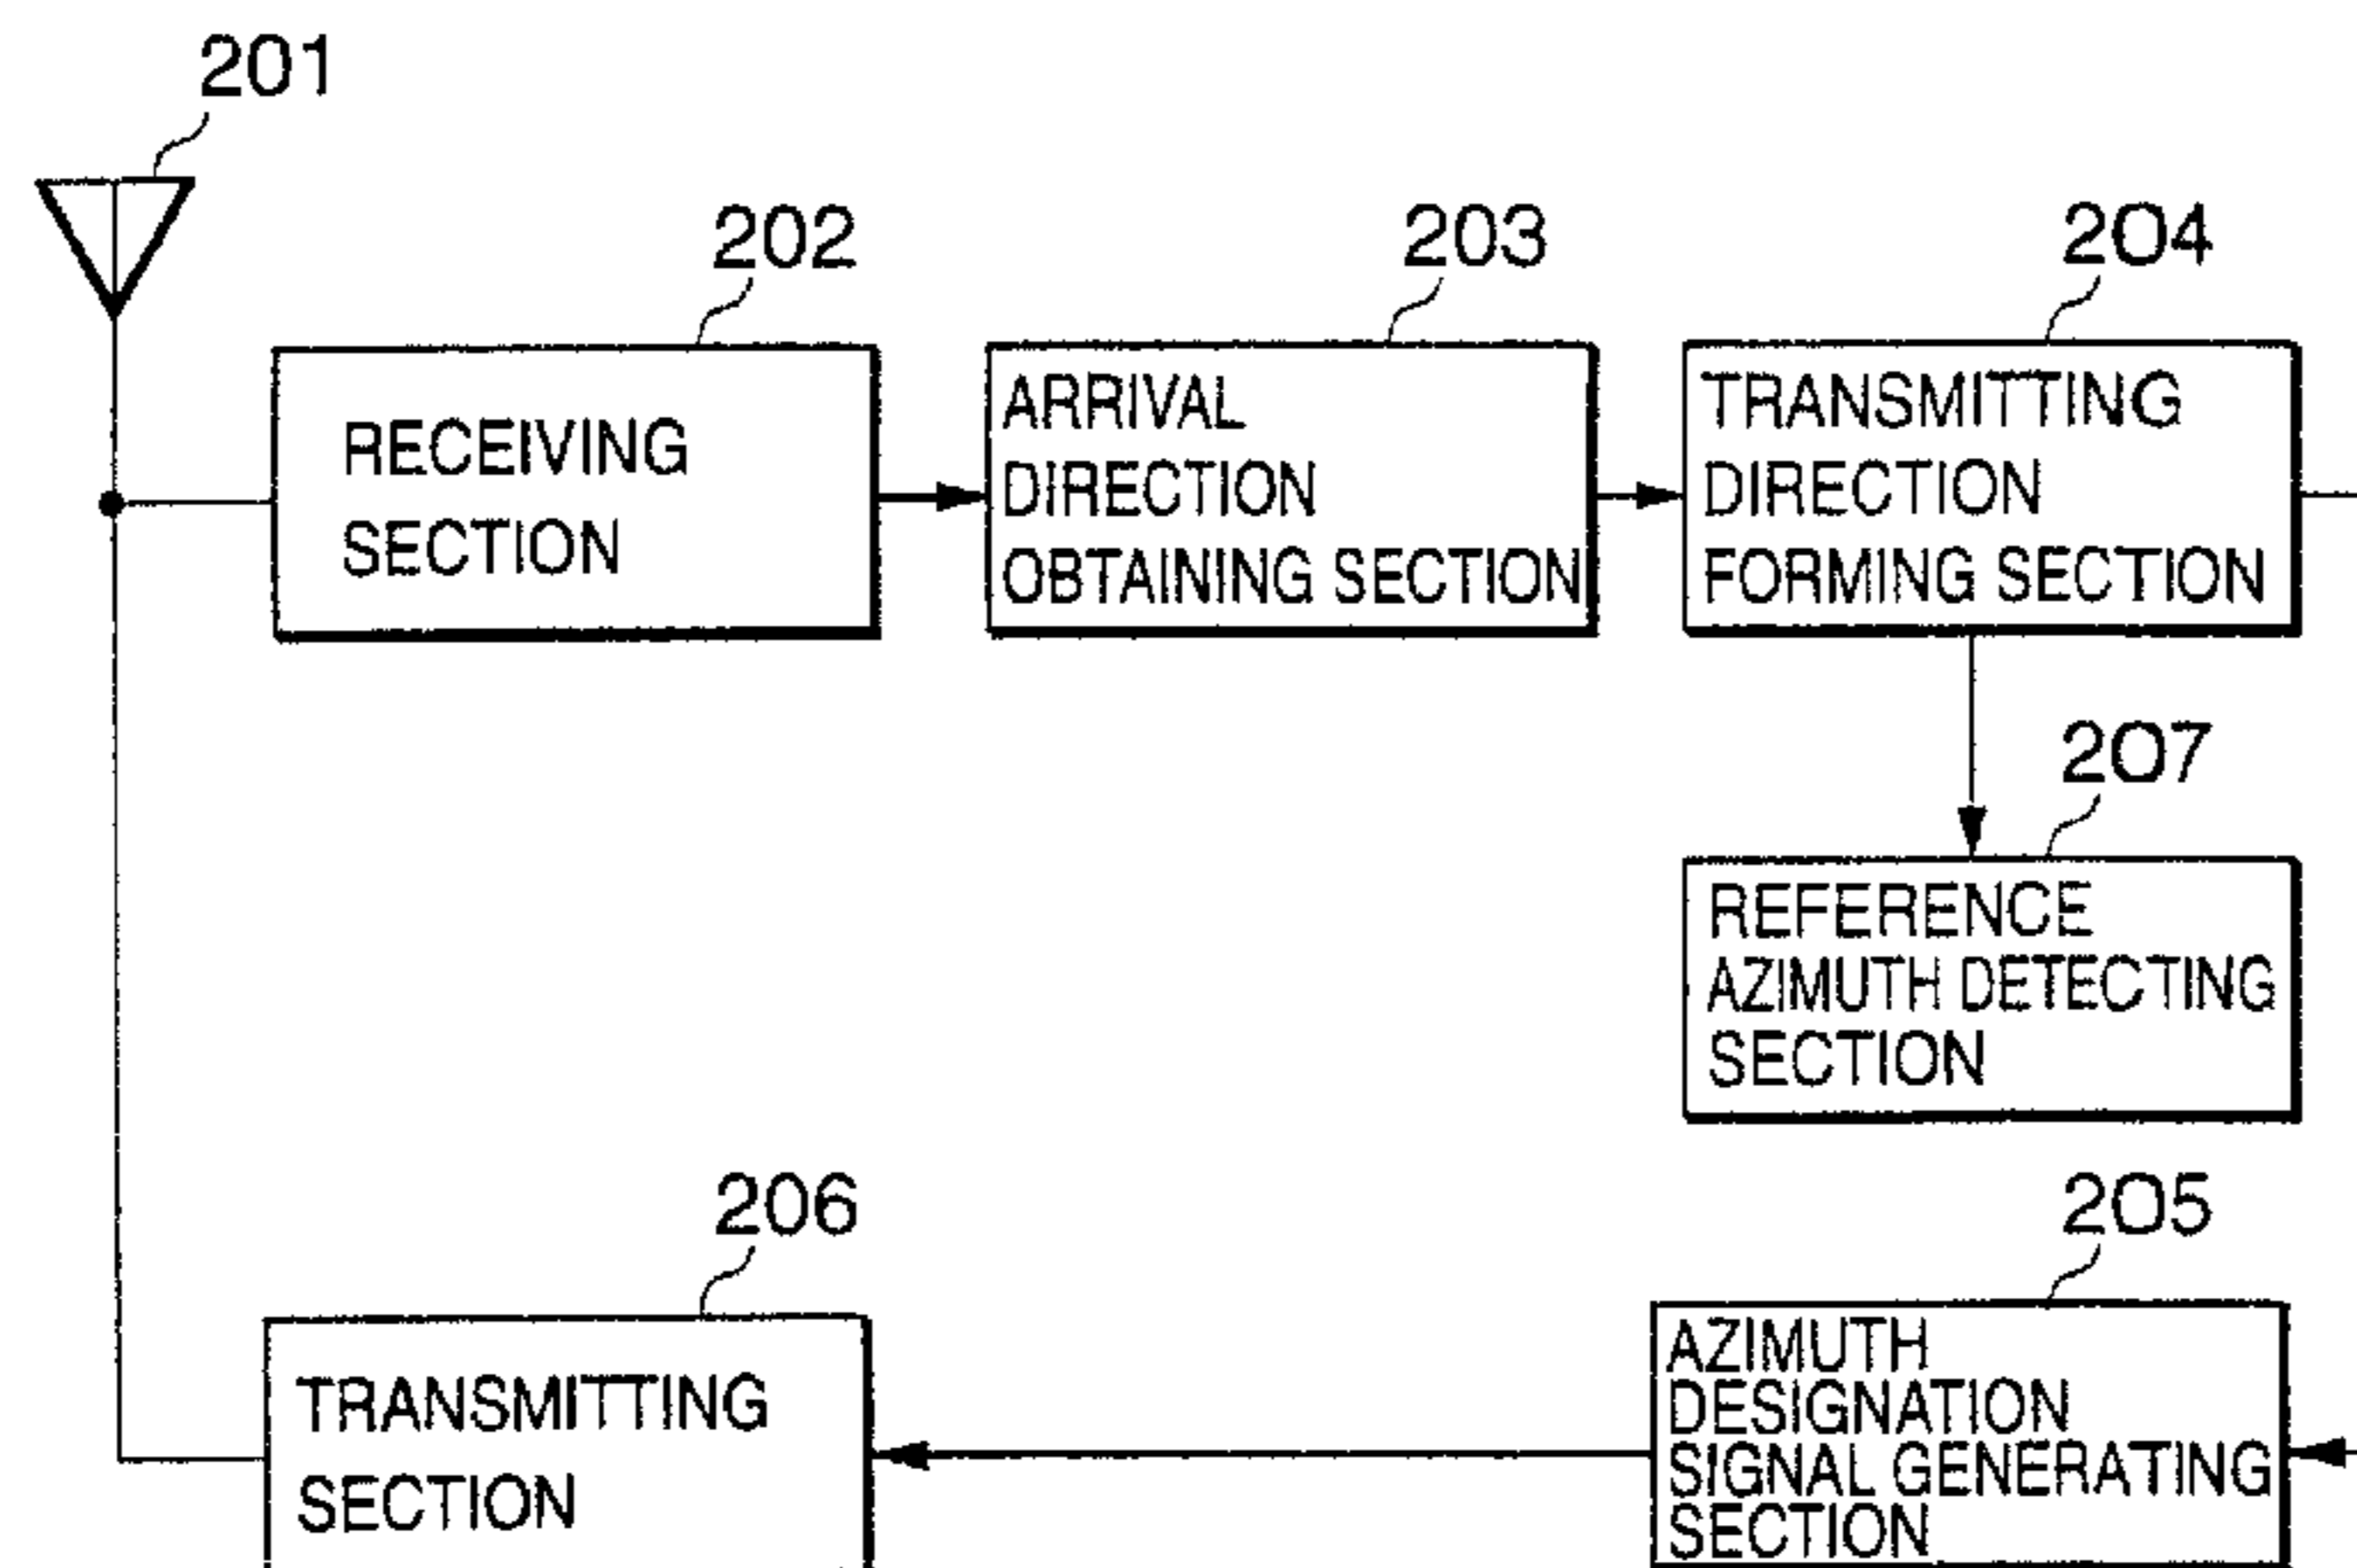 201
202
203
204
RECEIVING
SECTION
ARRIVAL
DIRECTION
OBTAINING SECTION
TRANSMITTING
DIRECTION
FORMING SECTION
207
REFERENCE
AZIMUTH DETECTING
SECTION
206
205
TRANSMITTING
SECTION
AZIMUTH
DESIGNATION
SIGNAL GENERATING
SECTION